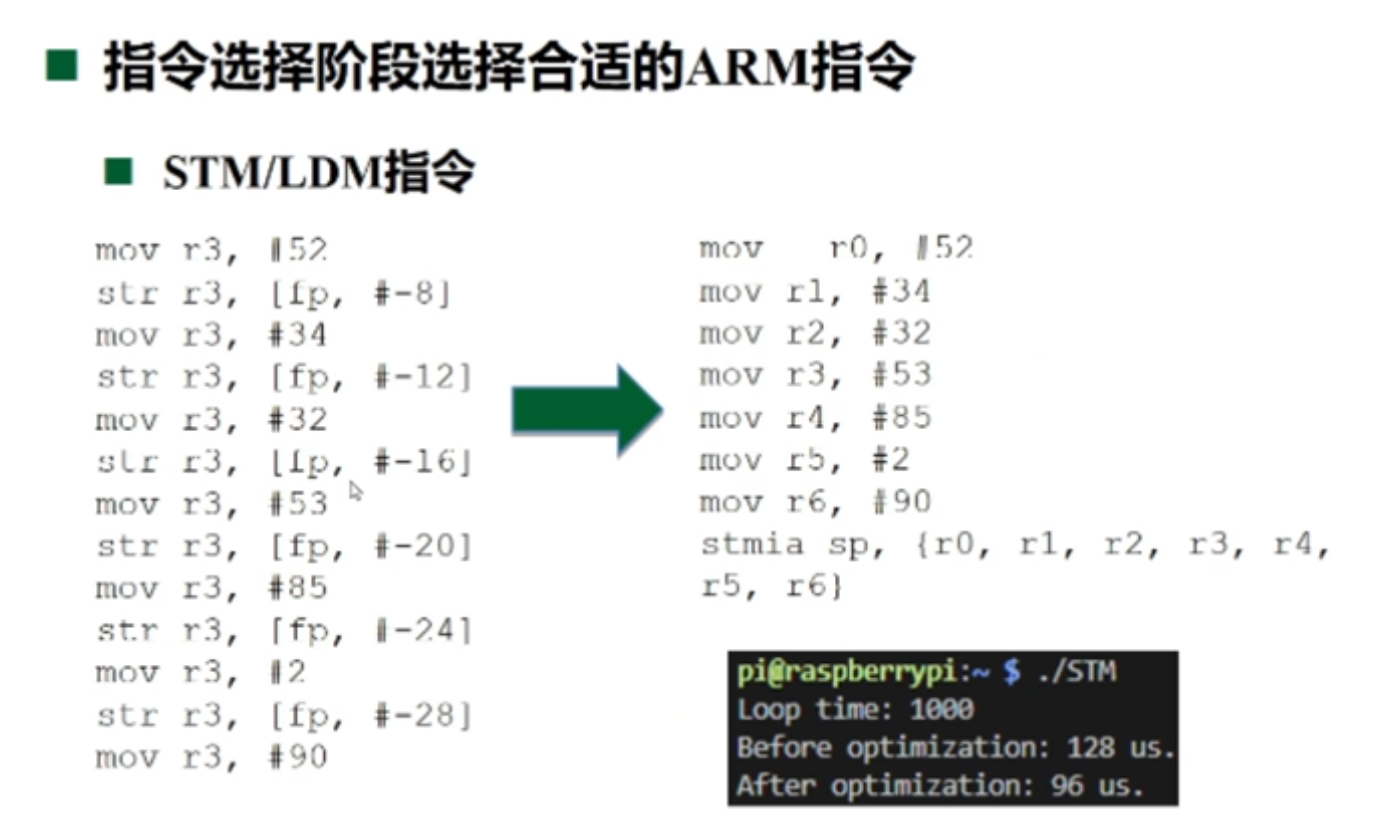 指令选择阶段选择合适的ARM指令
STM/LDM指令
mov r3, #52
str r3, [fp, #-8]
mov r3, #34
str r3, [fp, #-12]
mov r3, #32
str r3, [fp, #-16]
mov r3, #53
str r3, [fp, #-20]
mov r3, #85
str r3, [fp, #-24]
mov r3, #2
str r3, [fp, #-28]
mov r3, #90
mov r0, #52
mov r1, #34
mov r2, #32
mov r3, #53
mov r4, #85
mov r5, #2
mov r6, #90
stmia sp, {r0, r1, r2, r3, r4,
r5, r6}
pi@raspberrypi:~ $ ./STM
Loop time: 1000
Before optimization: 128 us.
After optimization: 96 us.